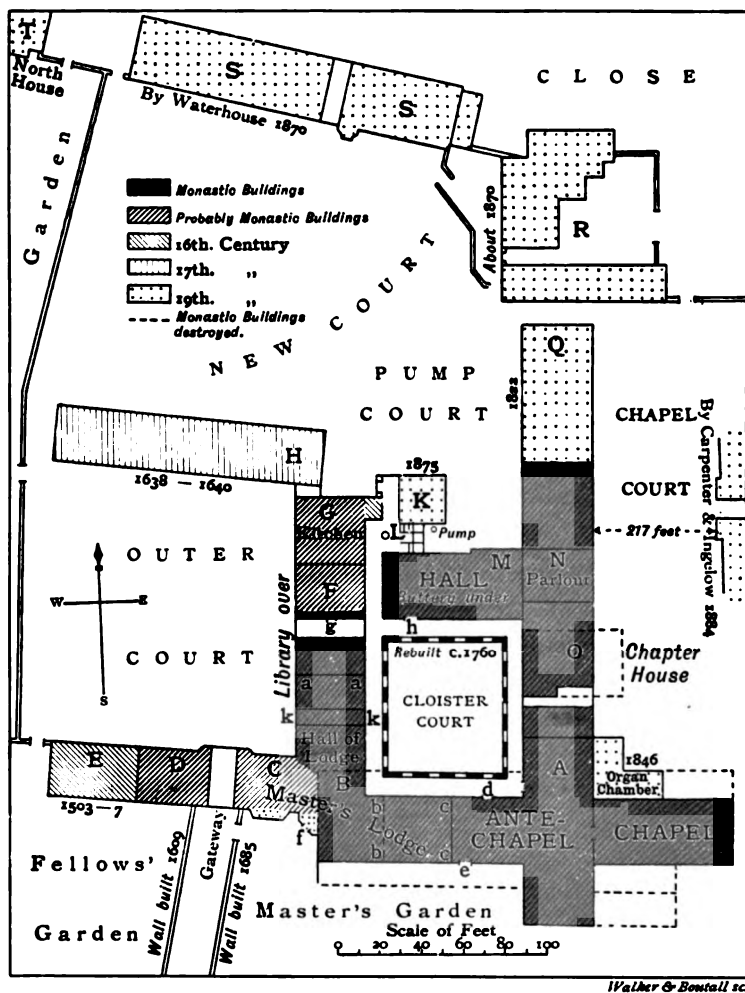 T
North
House
S
S
By Waterhouse 1870
CLOSE
Garden
Monastic Buildings
Probably Monastic Buildings
16th. Century
17th. „
19th. „
Monastic Buildings
destroyed.
About 1870
R
NEW COURT
PUMP
COURT
Q
1822
CHAPEL
COURT
By Carpenter & Ingelow 1884
H
1638 — 1640
1875
K
G
Kitchen
L
Pump
217 feet
OUTER
COURT
W
E
S
F
HALL
Buttery under
M
N
Parlour
g
h
Library over
Rebuilt c.1760
CLOISTER
COURT
O
Chapter
House
a
a
k
k
Hall of
Lodge
E
D
C
B
Master's
Lodge
1503–7
Gateway
f
b
b
c
c
d
e
A
ANTE-
CHAPEL
1846
Organ
Chamber
CHAPEL
Fellows'
Garden
Wall built 1609
Wall built 1685
Master's Garden
Scale of Feet
0 20 40 60 100
Walker & Boutall sc